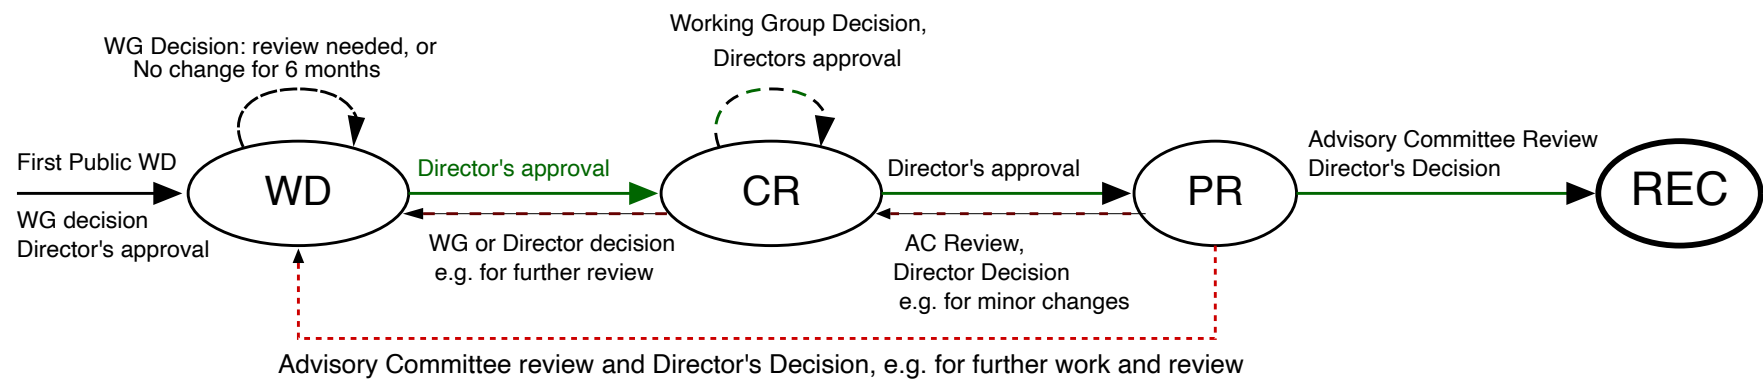 Working Group Decision,
Directors approval
WG Decision: review needed, or
No change for 6 months
First Public WD
WG decision
Director's approval
WD
Director's approval
WG or Director decision
e.g. for further review
CR
Director's approval
AC Review,
Director Decision
e.g. for minor changes
PR
Advisory Committee Review
Director's Decision
REC
Advisory Committee review and Director's Decision, e.g. for further work and review